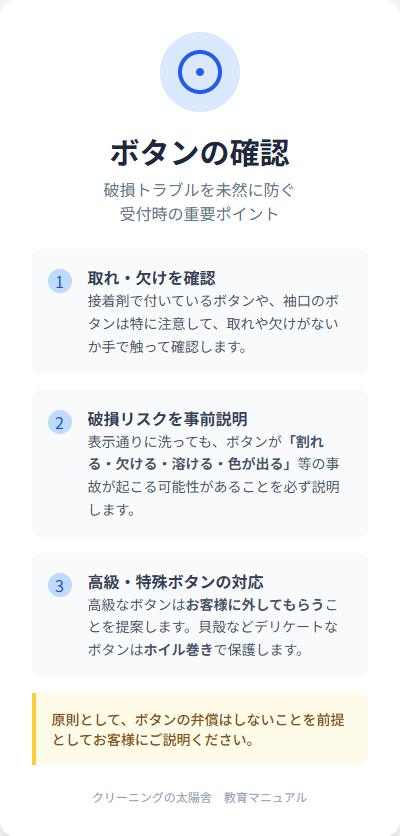 ボタンの確認
破損トラブルを未然に防ぐ
受付時の重要ポイント
1
取れ・欠けを確認
接着剤で付いているボタンや、袖口のボ
タンは特に注意して、取れや欠けがない
か手で触って確認します。
2
破損リスクを事前説明
表示通りに洗っても、ボタンが「割れ
る・欠ける・溶ける・色が出る」等の事
故が起こる可能性があることを必ず説明
します。
3
高級・特殊ボタンの対応
高級なボタンはお客様に外してもらうこ
とを提案します。貝殻などデリケートな
ボタンはホイル巻きで保護します。
原則として、ボタンの弁償はしないことを前提
としてお客様にご説明ください。
クリーニングの太陽舎　教育マニュアル